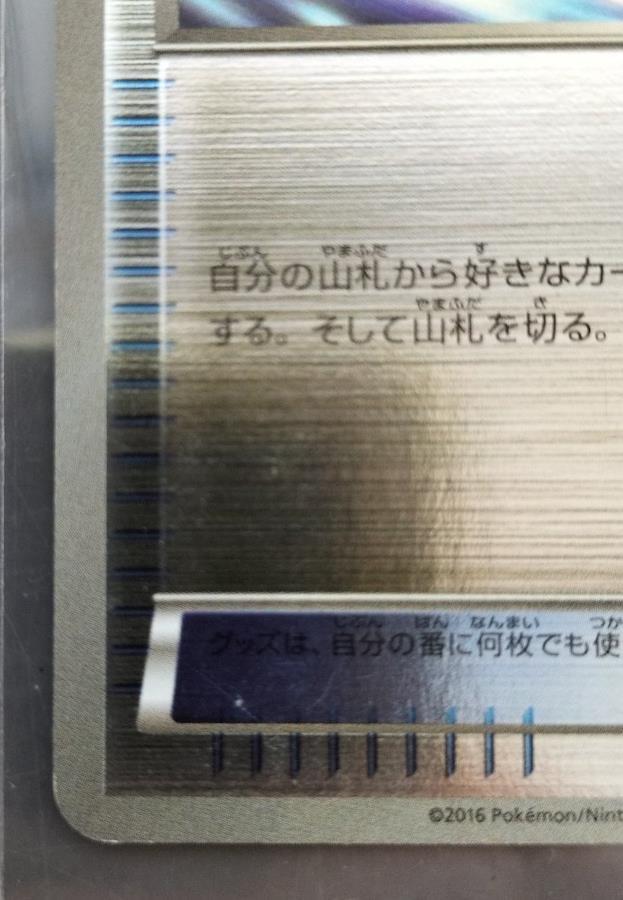 自分の山札から好きなカー
する。そして山札を切る。
グッズは、自分の番に何枚でも使
©2016 Pokémon/Nint